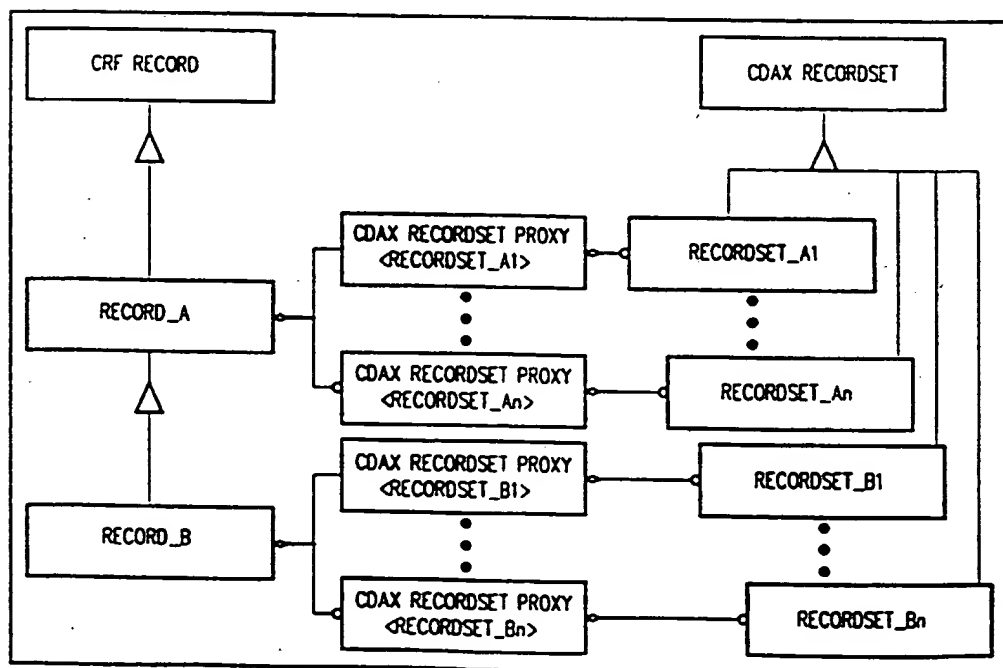 CRF RECORD
CDAX RECORDSET
CDAX RECORDSET PROXY
<RECORDSET_A1>
RECORDSET_A1
RECORD_A
CDAX RECORDSET PROXY
<RECORDSET_An>
RECORDSET_An
CDAX RECORDSET PROXY
<RECORDSET_B1>
RECORDSET_B1
RECORD_B
CDAX RECORDSET PROXY
<RECORDSET_Bn>
RECORDSET_Bn